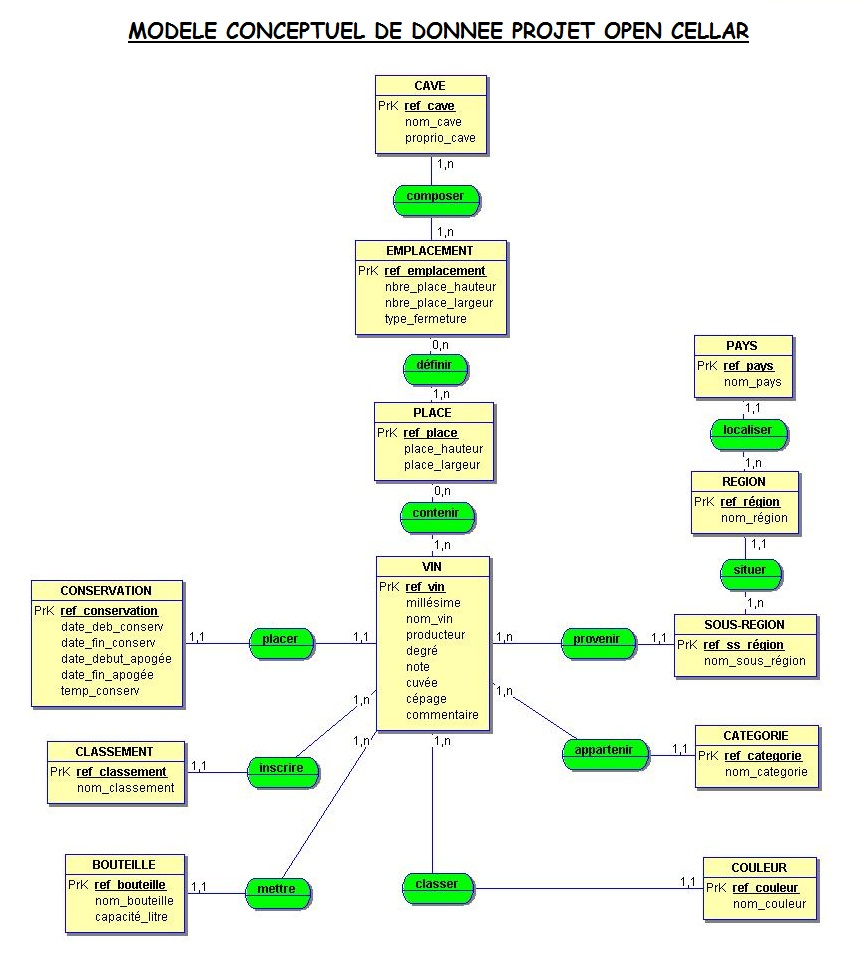 MODELE CONCEPTUEL DE DONNEE PROJET OPEN CELLAR
CAVE
PrK ref_cave
nom_cave
proprio_cave
1,n
composer
1,n
EMPLACEMENT
PrK ref_emplacement
nbre_place_hauteur
nbre_place_largeur
type_fermeture
0,n
définir
1,n
PLACE
PrK ref_place
place_hauteur
place_largeur
0,n
contenir
1,n
PAYS
PrK ref_pays
nom_pays
1,1
localiser
1,n
REGION
PrK ref_région
nom_région
1,1
situer
1,n
SOUS-REGION
PrK ref_ss_région
nom_sous_région
VIN
PrK ref_vin
millésime
nom_vin
producteur
degré
note
cuvée
cépage
commentaire
CONSERVATION
PrK ref_conservation
date_deb_conserv
date_fin_conserv
date_debut_apogée
date_fin_apogée
temp_conserv
1,1
placer
1,1
1,n
provenir
1,1
CLASSEMENT
PrK ref_classement
nom_classement
1,1
inscrire
1,n
1,n
appartenir
1,1
CATEGORIE
PrK ref_categorie
nom_categorie
BOUTEILLE
PrK ref_bouteille
nom_bouteille
capacité_litre
1,1
mettre
1,n
1,n
classer
1,1
COULEUR
PrK ref_couleur
nom_couleur